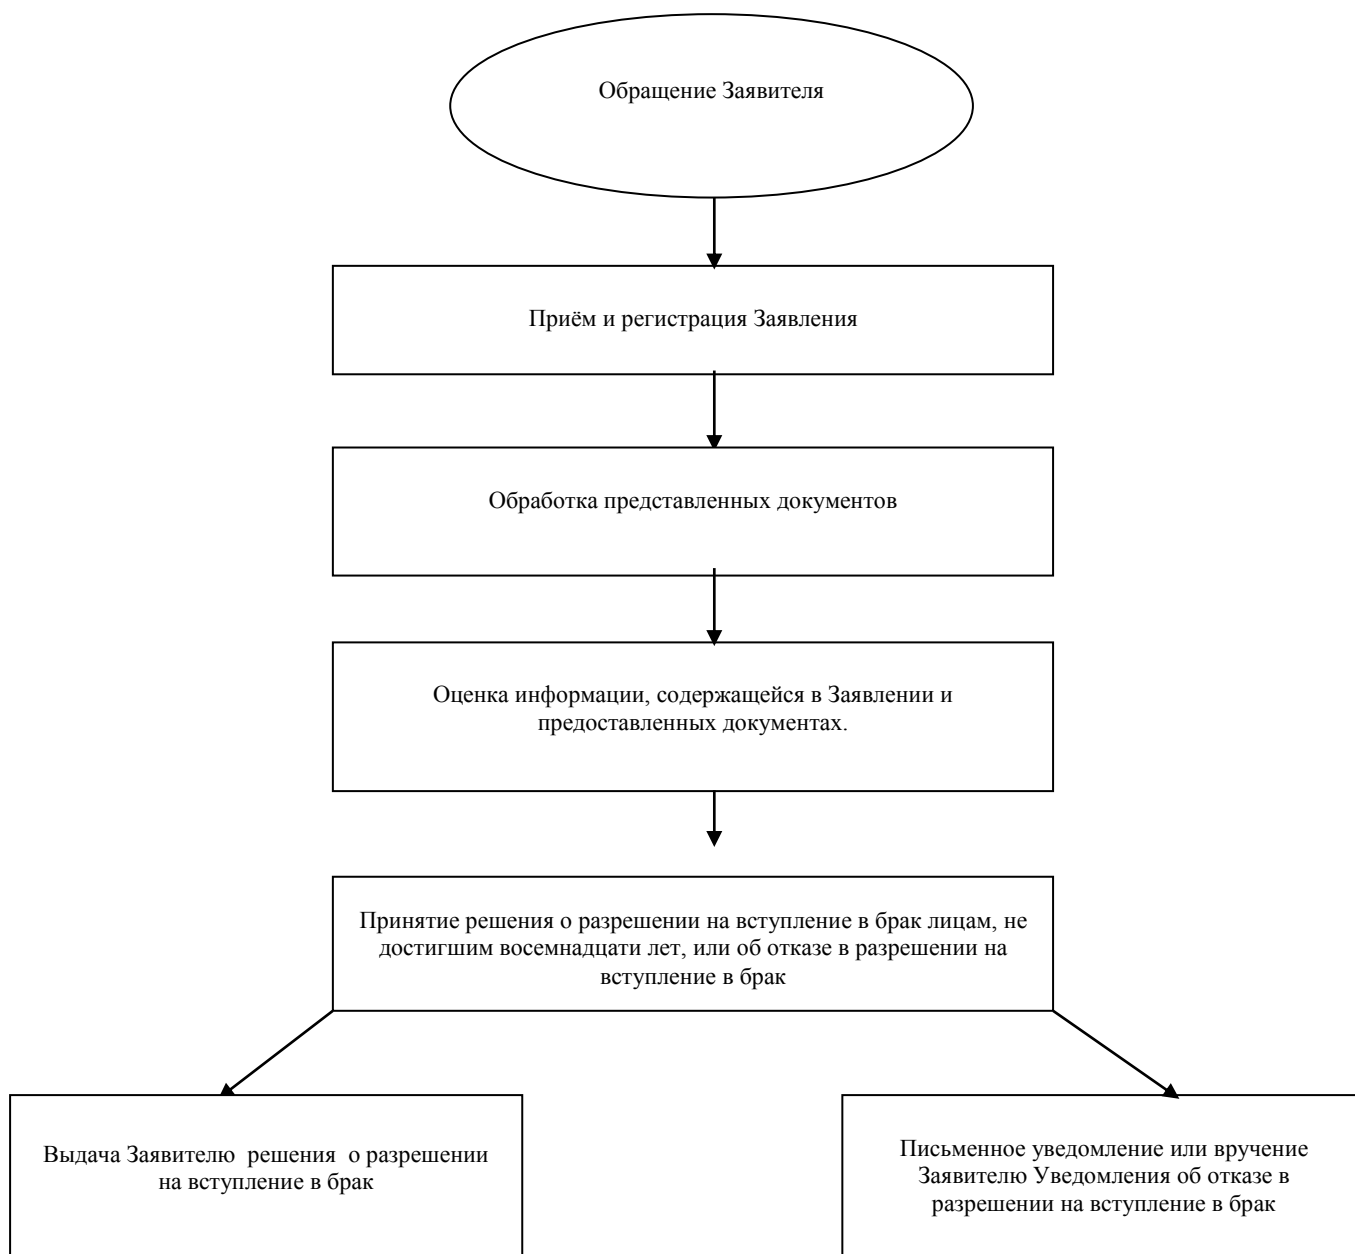 Обращение Заявителя
Приём и регистрация Заявления
Обработка представленных документов
Оценка информации, содержащейся в Заявлении и
предоставленных документах.
Принятие решения о разрешении на вступление в брак лицам, не
достигшим восемнадцати лет, или об отказе в разрешении на
вступление в брак
Выдача Заявителю решения о разрешении
на вступление в брак
Письменное уведомление или вручение
Заявителю Уведомления об отказе в
разрешении на вступление в брак